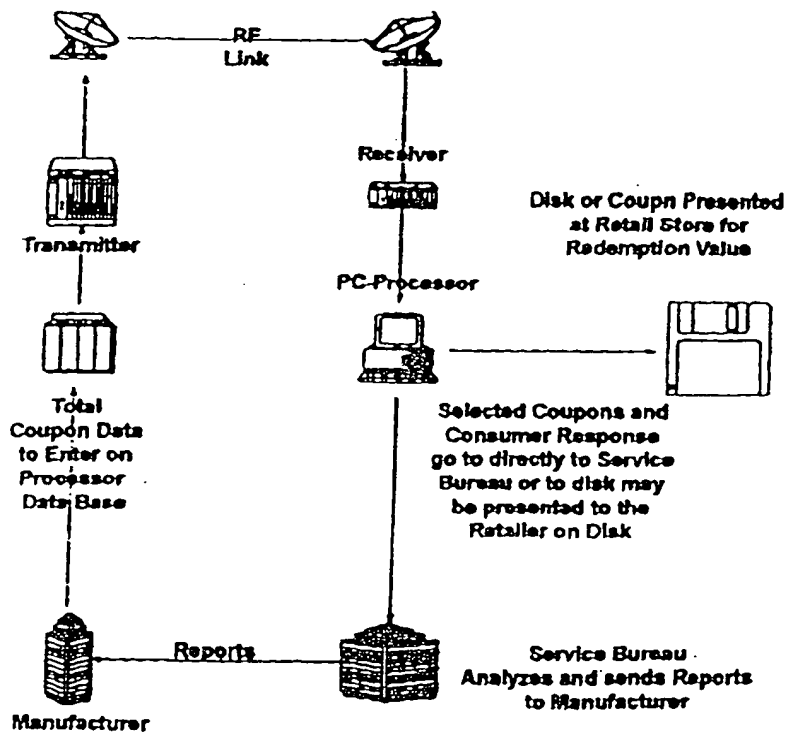 RF
Link
Receiver
Transmitter
Disk or Coupn Presented
at Retail Store for
Redemption Value
PC-Processor
Total
Coupon Data
to Enter on
Processor
Data Base
Selected Coupons and
Consumer Response
go to directly to Service
Bureau or to disk may
be presented to the
Retailer on Disk
Reports
Manufacturer
Service Bureau
Analyzes and sends Reports
to Manufacturer